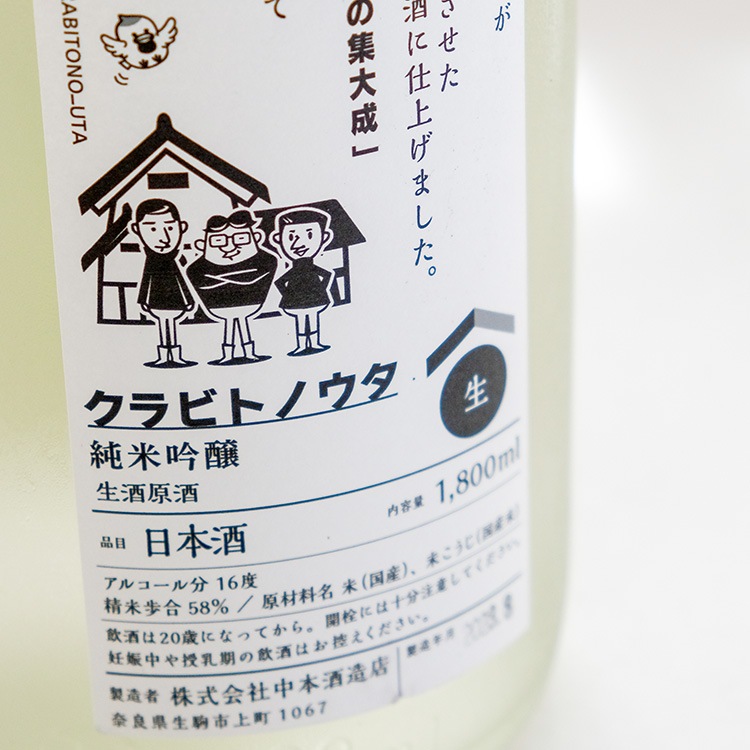 が
させた
酒に仕上げました。
の集大成」
て
ABITONO_UTA
クラビトノウタ
生
純米吟醸
生酒原酒
内容量 1,800ml
品目 日本酒
アルコール分 16度
精米歩合 58% / 原材料名 米(国産)、米こうじ(国産米)
飲酒は20歳になってから。開栓には十分注意してください。
妊娠中や授乳期の飲酒はお控えください。
製造年月
製造者 株式会社中本酒造店
奈良県生駒市上町1067